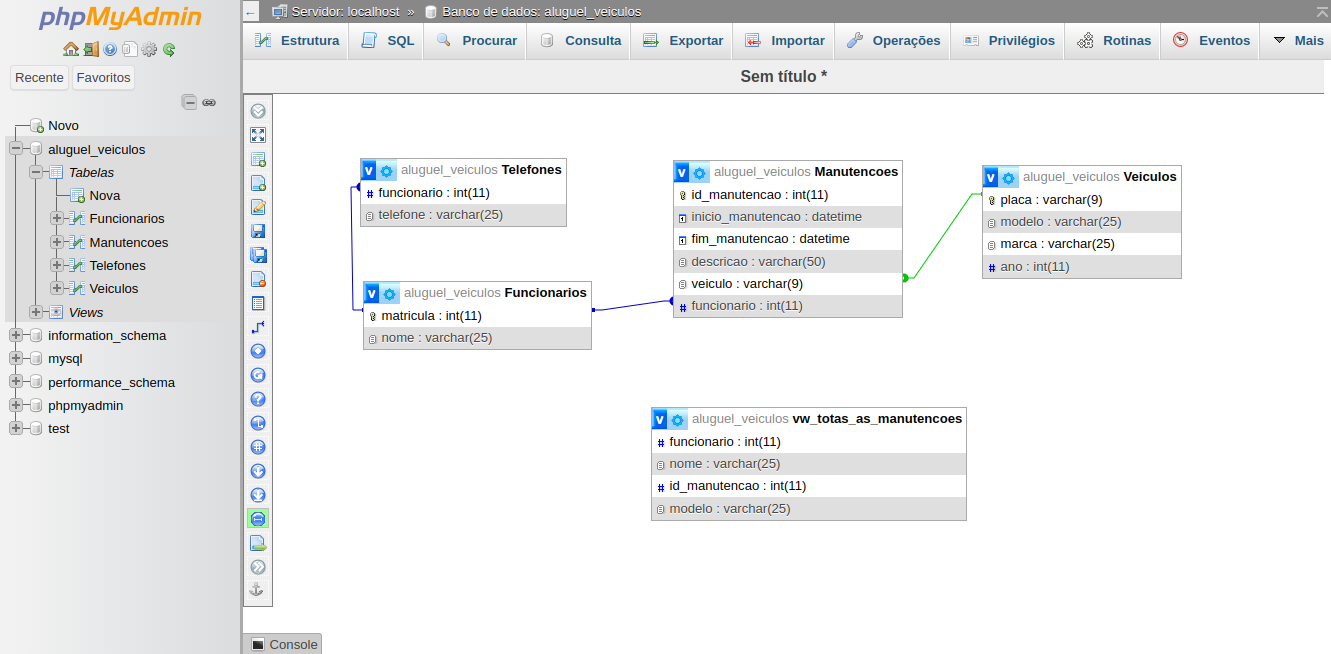 phpMyAdmin
Recente Favoritos
Novo
aluguel_veiculos
Tabelas
Nova
Funcionarios
Manutencoes
Telefones
Veiculos
Views
information_schema
mysql
performance_schema
phpmyadmin
test
← Servidor: localhost » Banco de dados: aluguel_veiculos
Estrutura SQL Procurar Consulta Exportar Importar Operações Privilégios Rotinas Eventos Mais
Sem título *
v aluguel_veiculos Telefones
# funcionario : int(11)
telefone : varchar(25)
v aluguel_veiculos Funcionarios
matricula : int(11)
nome : varchar(25)
v aluguel_veiculos Manutencoes
id_manutencao : int(11)
inicio_manutencao : datetime
fim_manutencao : datetime
descricao : varchar(50)
veiculo : varchar(9)
# funcionario : int(11)
v aluguel_veiculos Veiculos
placa : varchar(9)
modelo : varchar(25)
marca : varchar(25)
# ano : int(11)
v aluguel_veiculos vw_totas_as_manutencoes
# funcionario : int(11)
nome : varchar(25)
# id_manutencao : int(11)
modelo : varchar(25)
Console